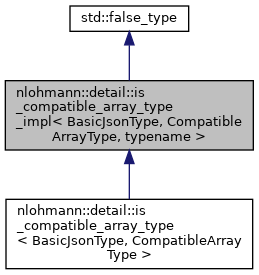 std::false_type
nlohmann::detail::is
_compatible_array_type
_impl< BasicJsonType, Compatible
ArrayType, typename >
nlohmann::detail::is
_compatible_array_type
< BasicJsonType, CompatibleArray
Type >